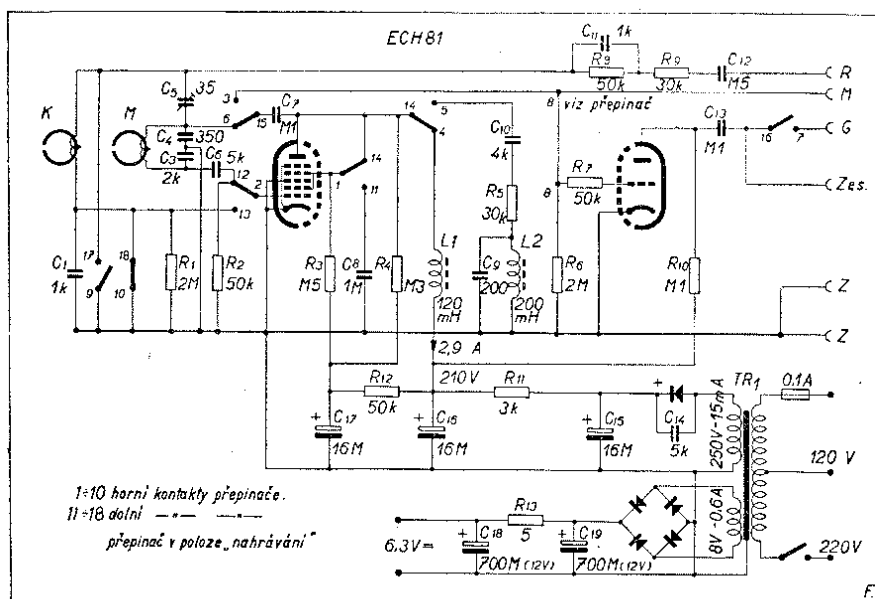 ECH81
C11 1k
R9 50k
R9 30k
C12 M5
R
M
G
Zes.
Z
Z
K
M
C5 35
C4 350
C3 2k
C6 5k
C7 M1
3
6
15
12
2
13
14
1
11
14
5
4
8
viz přepínač
8
C10 4k
R5 30k
R7 50k
C13 M1
16
7
L1
120 mH
L2
200 mH
C9 200
C1 1k
17
9
18
10
R1 2M
R2 50k
R3 M5
C8 1M
R4 M3
R6 2M
R10 M1
2,9 A
210V
R12 50k
R11 3k
C17 16M
C16 16M
C15 16M
C14 5k
250V-15mA
TR1
0.1A
120 V
220V
8V-0.6A
1÷10 horní kontakty přepínače.
11÷18 dolní —„— —„—
přepínač v poloze „nahrávání"
6.3V=
C18 700M (12V)
R13 5
C19 700M (12V)
F.